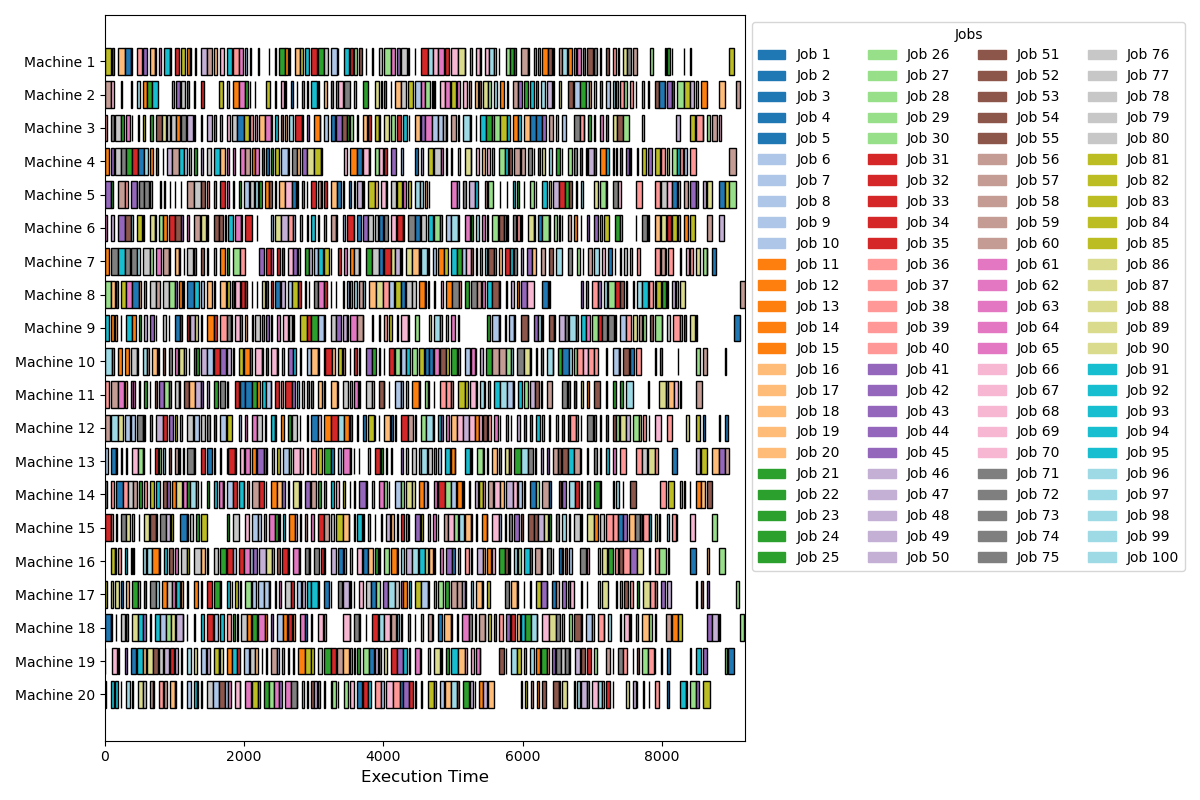 Machine 1
Machine 2
Machine 3
Machine 4
Machine 5
Machine 6
Machine 7
Machine 8
Machine 9
Machine 10
Machine 11
Machine 12
Machine 13
Machine 14
Machine 15
Machine 16
Machine 17
Machine 18
Machine 19
Machine 20
0 2000 4000 6000 8000
Execution Time
Jobs
Job 1 Job 26 Job 51 Job 76
Job 2 Job 27 Job 52 Job 77
Job 3 Job 28 Job 53 Job 78
Job 4 Job 29 Job 54 Job 79
Job 5 Job 30 Job 55 Job 80
Job 6 Job 31 Job 56 Job 81
Job 7 Job 32 Job 57 Job 82
Job 8 Job 33 Job 58 Job 83
Job 9 Job 34 Job 59 Job 84
Job 10 Job 35 Job 60 Job 85
Job 11 Job 36 Job 61 Job 86
Job 12 Job 37 Job 62 Job 87
Job 13 Job 38 Job 63 Job 88
Job 14 Job 39 Job 64 Job 89
Job 15 Job 40 Job 65 Job 90
Job 16 Job 41 Job 66 Job 91
Job 17 Job 42 Job 67 Job 92
Job 18 Job 43 Job 68 Job 93
Job 19 Job 44 Job 69 Job 94
Job 20 Job 45 Job 70 Job 95
Job 21 Job 46 Job 71 Job 96
Job 22 Job 47 Job 72 Job 97
Job 23 Job 48 Job 73 Job 98
Job 24 Job 49 Job 74 Job 99
Job 25 Job 50 Job 75 Job 100